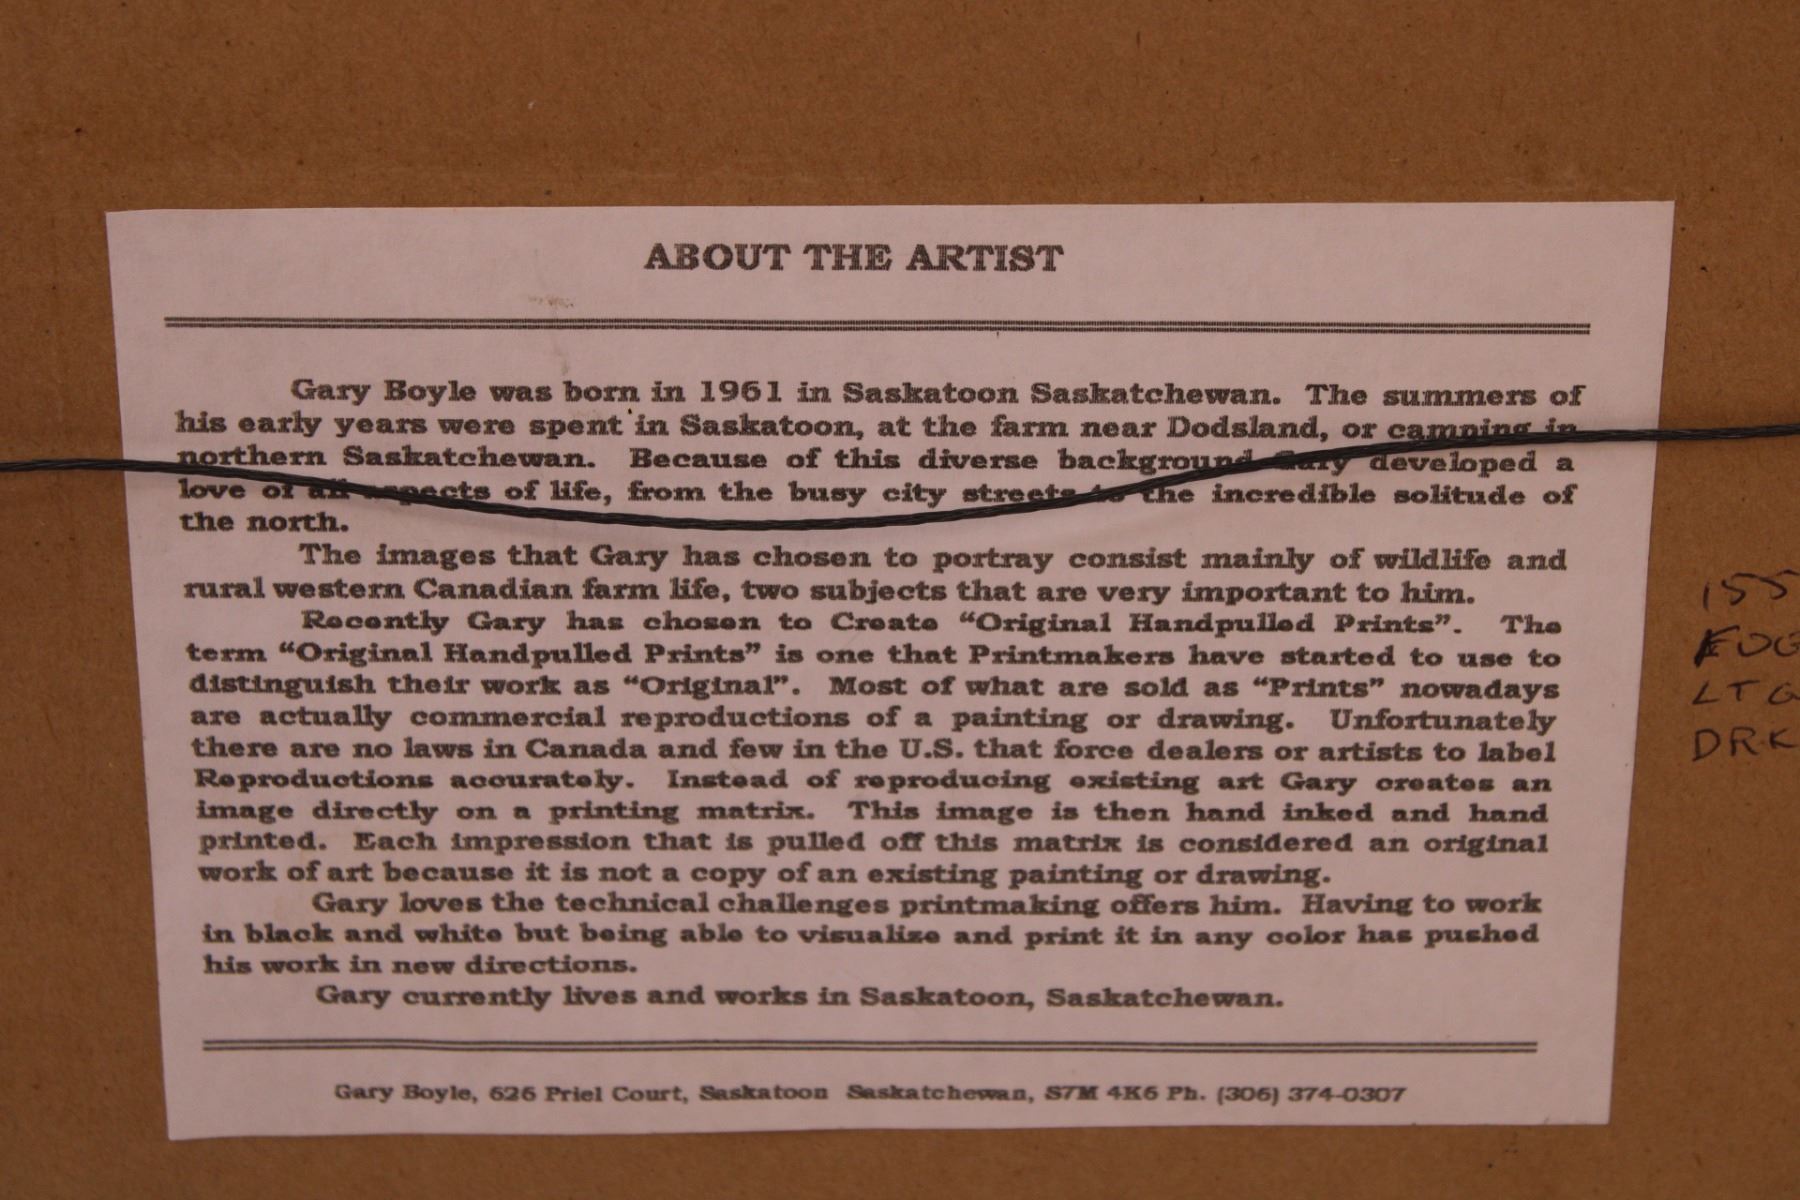 ABOUT THE ARTIST
Gary Boyle was born in 1961 in Saskatoon Saskatchewan. The summers of
his early years were spent in Saskatoon, at the farm near Dodsland, or camping in
northern Saskatchewan. Because of this diverse background Gary developed a
love of all aspects of life, from the busy city streets to the incredible solitude of
the north.
The images that Gary has chosen to portray consist mainly of wildlife and
rural western Canadian farm life, two subjects that are very important to him.
Recently Gary has chosen to Create “Original Handpulled Prints”. The
term “Original Handpulled Prints” is one that Printmakers have started to use to
distinguish their work as “Original”. Most of what are sold as “Prints” nowadays
are actually commercial reproductions of a painting or drawing. Unfortunately
there are no laws in Canada and few in the U.S. that force dealers or artists to label
Reproductions accurately. Instead of reproducing existing art Gary creates an
image directly on a printing matrix. This image is then hand inked and hand
printed. Each impression that is pulled off this matrix is considered an original
work of art because it is not a copy of an existing painting or drawing.
Gary loves the technical challenges printmaking offers him. Having to work
in black and white but being able to visualize and print it in any color has pushed
his work in new directions.
Gary currently lives and works in Saskatoon, Saskatchewan.
Gary Boyle, 626 Priel Court, Saskatoon Saskatchewan, S7M 4K6 Ph. (306) 374-0307
155
LT G
DRK